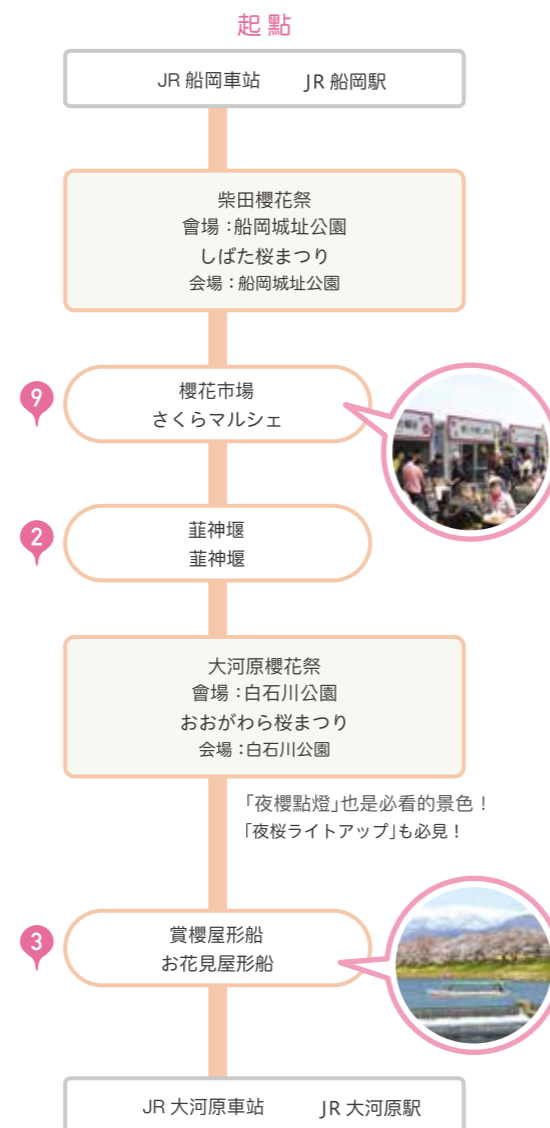 起點
JR 船岡車站 JR 船岡駅
柴田櫻花祭
會場：船岡城址公園
しばた桜まつり
会場：船岡城址公園
9
櫻花市場
さくらマルシェ
2
韮神堰
韮神堰
大河原櫻花祭
會場：白石川公園
おおがわら桜まつり
会場：白石川公園
「夜櫻點燈」也是必看的景色！
「夜桜ライトアップ」も必見！
3
賞櫻屋形船
お花見屋形船
JR 大河原車站 JR 大河原駅